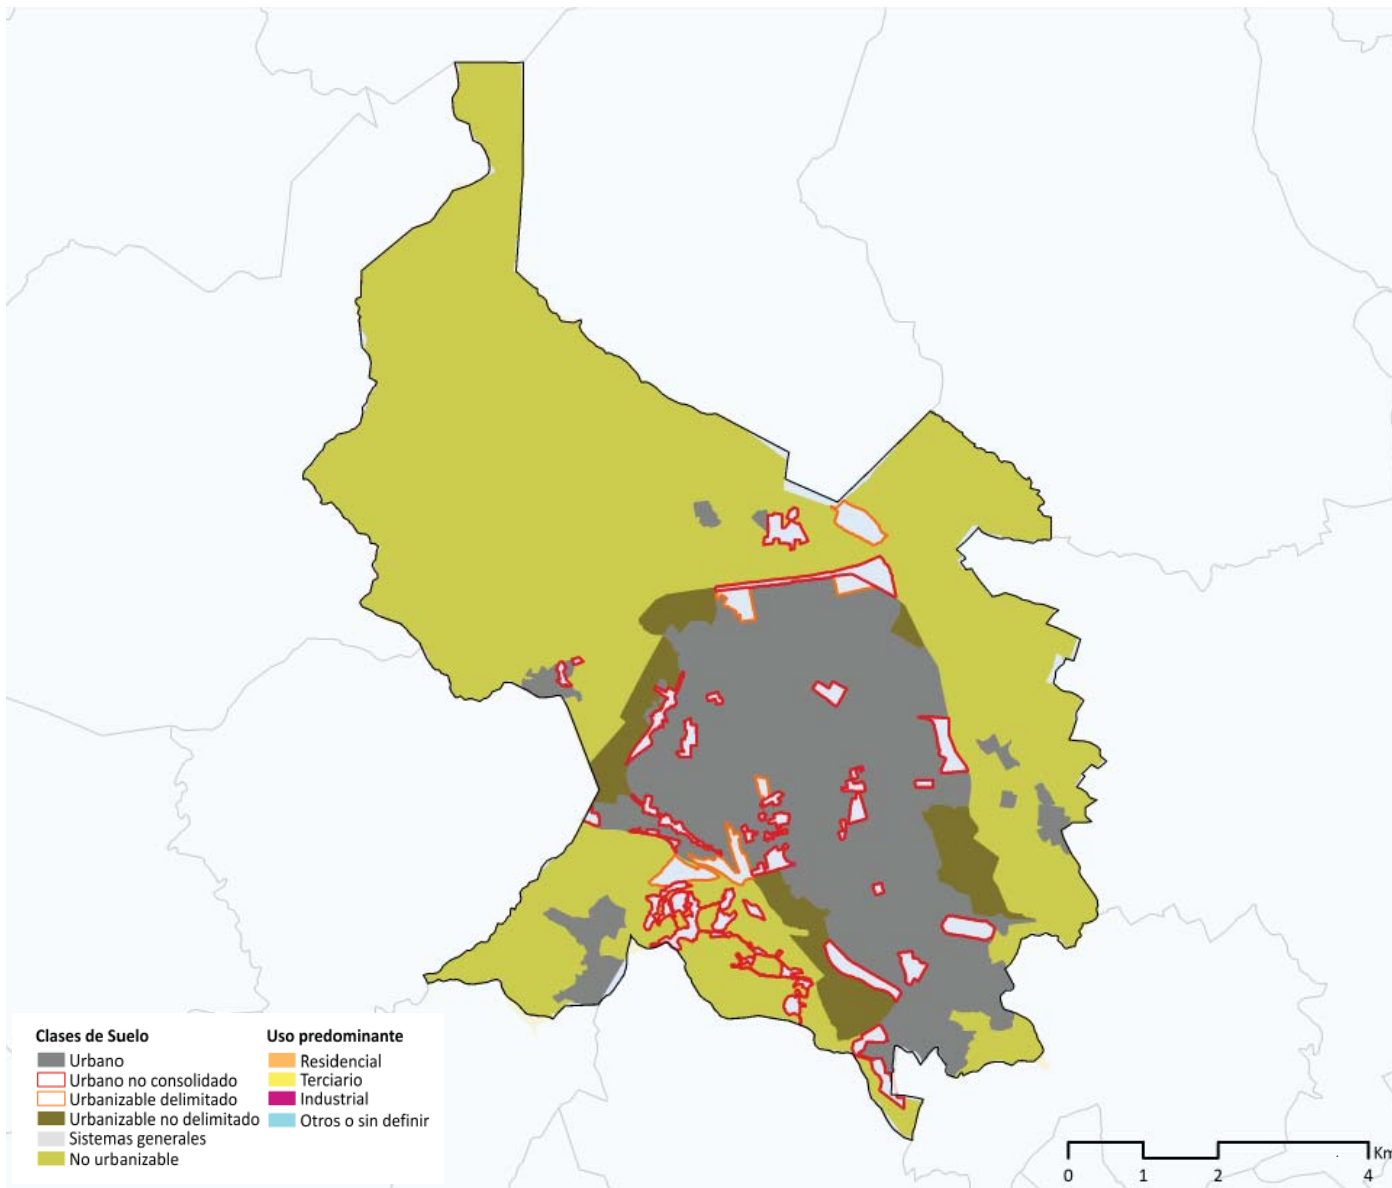 Clases de Suelo
Urbano
Urbano no consolidado
Urbanizable delimitado
Urbanizable no delimitado
Sistemas generales
No urbanizable
Uso predominante
Residencial
Terciario
Industrial
Otros o sin definir
Km
0 1 2 4